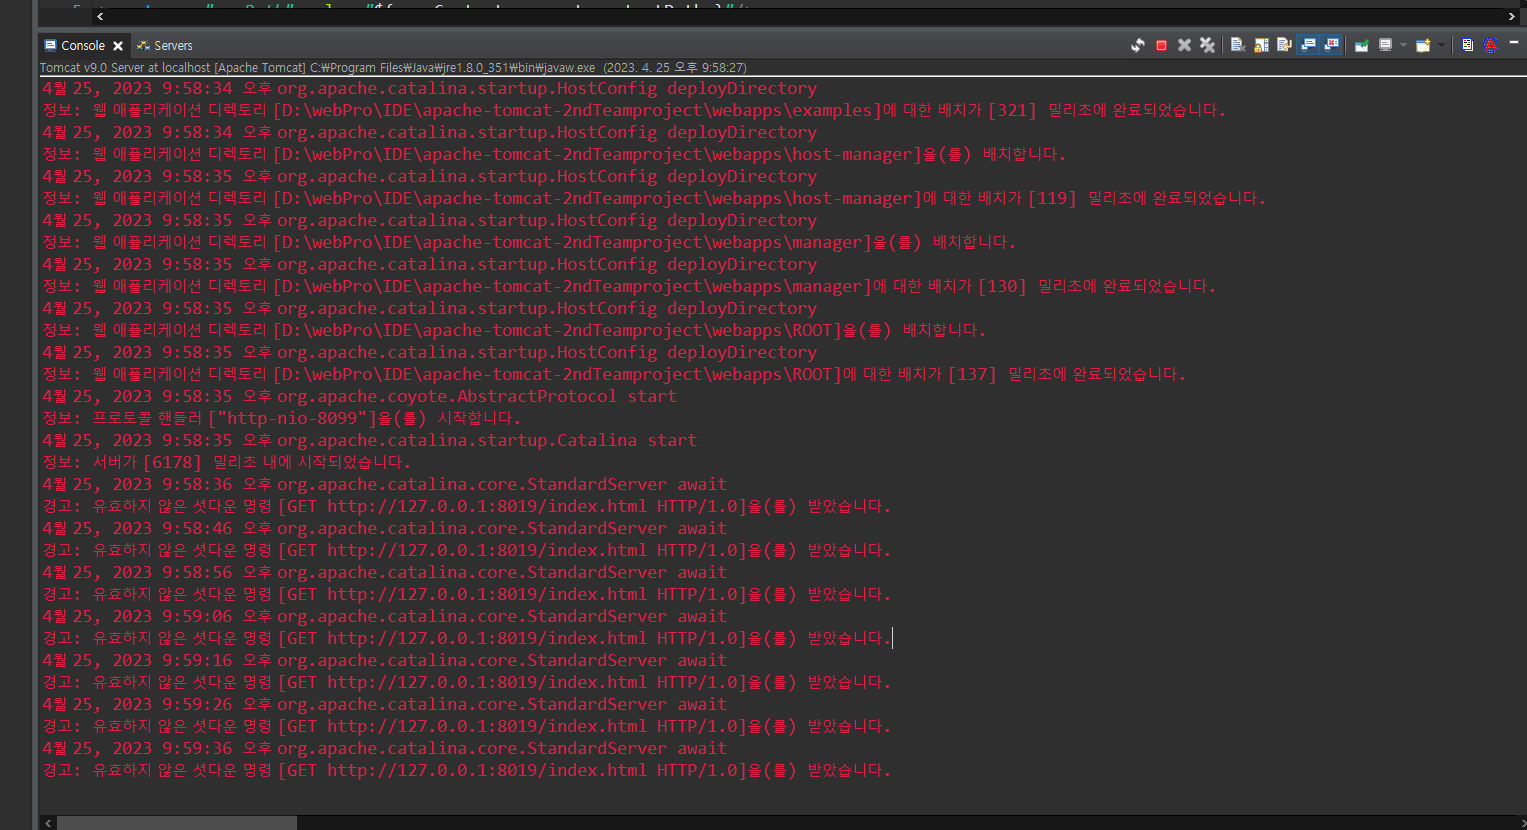 Console
Servers
Tomcat v9.0 Server at localhost [Apache Tomcat] C:₩Program Files₩Java₩jre1.8.0_351₩bin₩javaw.exe (2023. 4. 25 오후 9:58:27)
4월 25, 2023 9:58:34 오후 org.apache.catalina.startup.HostConfig deployDirectory
정보: 웹 애플리케이션 디렉토리 [D:\webPro\IDE\apache-tomcat-2ndTeamproject\webapps\examples]에 대한 배치가 [321] 밀리초에 완료되었습니다.
4월 25, 2023 9:58:34 오후 org.apache.catalina.startup.HostConfig deployDirectory
정보: 웹 애플리케이션 디렉토리 [D:\webPro\IDE\apache-tomcat-2ndTeamproject\webapps\host-manager]을(를) 배치합니다.
4월 25, 2023 9:58:35 오후 org.apache.catalina.startup.HostConfig deployDirectory
정보: 웹 애플리케이션 디렉토리 [D:\webPro\IDE\apache-tomcat-2ndTeamproject\webapps\host-manager]에 대한 배치가 [119] 밀리초에 완료되었습니다.
4월 25, 2023 9:58:35 오후 org.apache.catalina.startup.HostConfig deployDirectory
정보: 웹 애플리케이션 디렉토리 [D:\webPro\IDE\apache-tomcat-2ndTeamproject\webapps\manager]을(를) 배치합니다.
4월 25, 2023 9:58:35 오후 org.apache.catalina.startup.HostConfig deployDirectory
정보: 웹 애플리케이션 디렉토리 [D:\webPro\IDE\apache-tomcat-2ndTeamproject\webapps\manager]에 대한 배치가 [130] 밀리초에 완료되었습니다.
4월 25, 2023 9:58:35 오후 org.apache.catalina.startup.HostConfig deployDirectory
정보: 웹 애플리케이션 디렉토리 [D:\webPro\IDE\apache-tomcat-2ndTeamproject\webapps\ROOT]을(를) 배치합니다.
4월 25, 2023 9:58:35 오후 org.apache.catalina.startup.HostConfig deployDirectory
정보: 웹 애플리케이션 디렉토리 [D:\webPro\IDE\apache-tomcat-2ndTeamproject\webapps\ROOT]에 대한 배치가 [137] 밀리초에 완료되었습니다.
4월 25, 2023 9:58:35 오후 org.apache.coyote.AbstractProtocol start
정보: 프로토콜 핸들러 ["http-nio-8099"]을(를) 시작합니다.
4월 25, 2023 9:58:35 오후 org.apache.catalina.startup.Catalina start
정보: 서버가 [6178] 밀리초 내에 시작되었습니다.
4월 25, 2023 9:58:36 오후 org.apache.catalina.core.StandardServer await
경고: 유효하지 않은 셧다운 명령 [GET http://127.0.0.1:8019/index.html HTTP/1.0]을(를) 받았습니다.
4월 25, 2023 9:58:46 오후 org.apache.catalina.core.StandardServer await
경고: 유효하지 않은 셧다운 명령 [GET http://127.0.0.1:8019/index.html HTTP/1.0]을(를) 받았습니다.
4월 25, 2023 9:58:56 오후 org.apache.catalina.core.StandardServer await
경고: 유효하지 않은 셧다운 명령 [GET http://127.0.0.1:8019/index.html HTTP/1.0]을(를) 받았습니다.
4월 25, 2023 9:59:06 오후 org.apache.catalina.core.StandardServer await
경고: 유효하지 않은 셧다운 명령 [GET http://127.0.0.1:8019/index.html HTTP/1.0]을(를) 받았습니다.
4월 25, 2023 9:59:16 오후 org.apache.catalina.core.StandardServer await
경고: 유효하지 않은 셧다운 명령 [GET http://127.0.0.1:8019/index.html HTTP/1.0]을(를) 받았습니다.
4월 25, 2023 9:59:26 오후 org.apache.catalina.core.StandardServer await
경고: 유효하지 않은 셧다운 명령 [GET http://127.0.0.1:8019/index.html HTTP/1.0]을(를) 받았습니다.
4월 25, 2023 9:59:36 오후 org.apache.catalina.core.StandardServer await
경고: 유효하지 않은 셧다운 명령 [GET http://127.0.0.1:8019/index.html HTTP/1.0]을(를) 받았습니다.